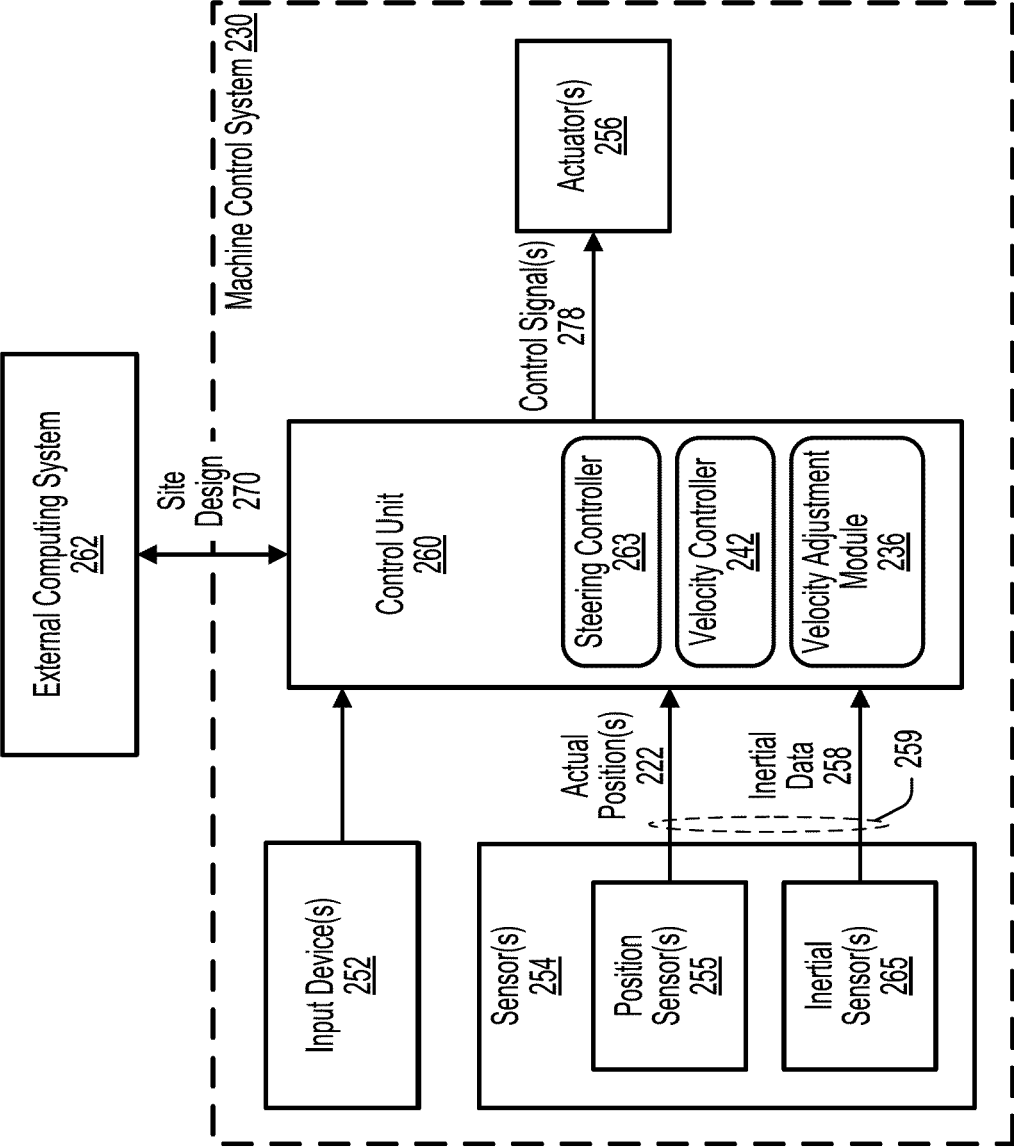 External Computing System
262
Machine Control System 230
Site
Design
270
Input Device(s)
252
Control Unit
260
Steering Controller
263
Velocity Controller
242
Velocity Adjustment
Module
236
Control Signal(s)
278
Actuator(s)
256
Sensor(s)
254
Position
Sensor(s)
255
Inertial
Sensor(s)
265
Actual
Position(s)
222
Inertial
Data
258
259